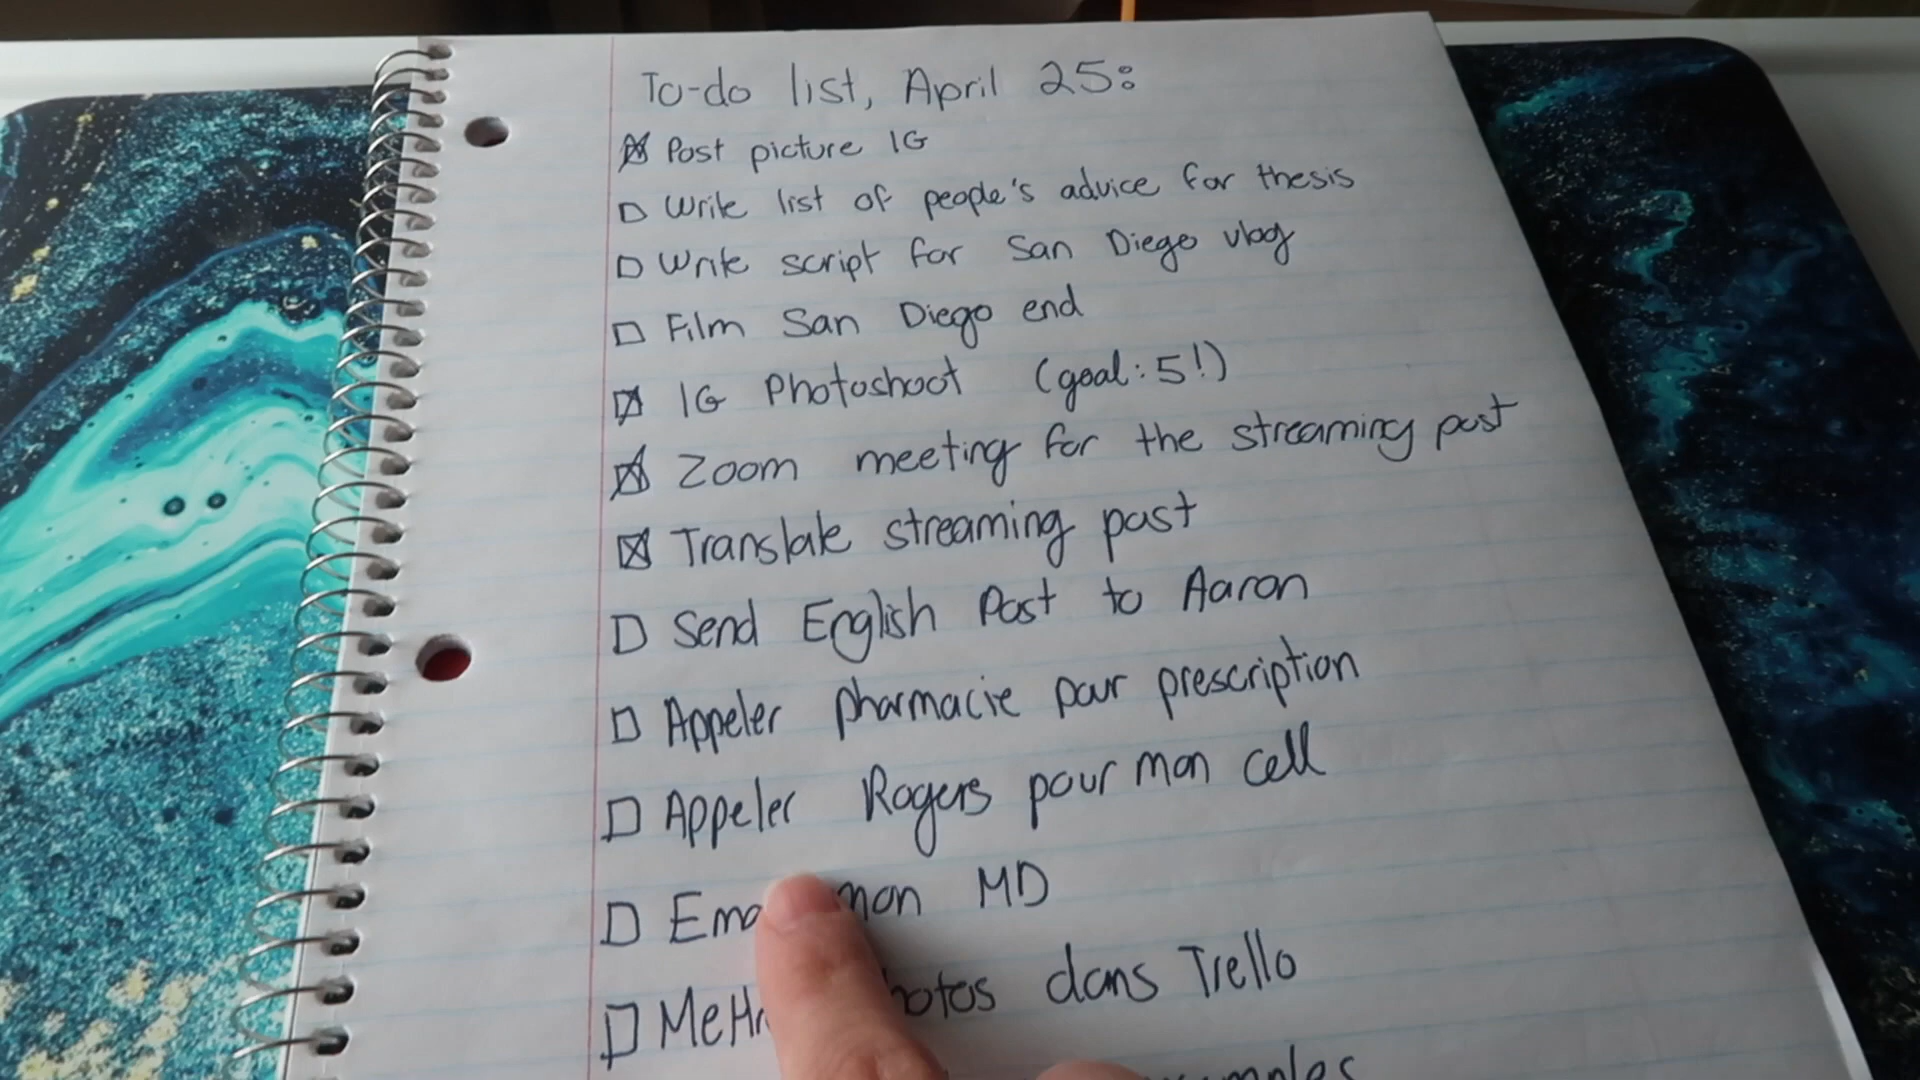 To-do list, April 25:
Post picture IG
Write list of people's advice for thesis
Write script for San Diego vlog
Film San Diego end
IG Photoshoot (goal: 5!)
Zoom meeting for the streaming post
Translate streaming post
Send English Post to Aaron
Appeler pharmacie pour prescription
Appeler Rogers pour mon cell
mon MD
dans Trello